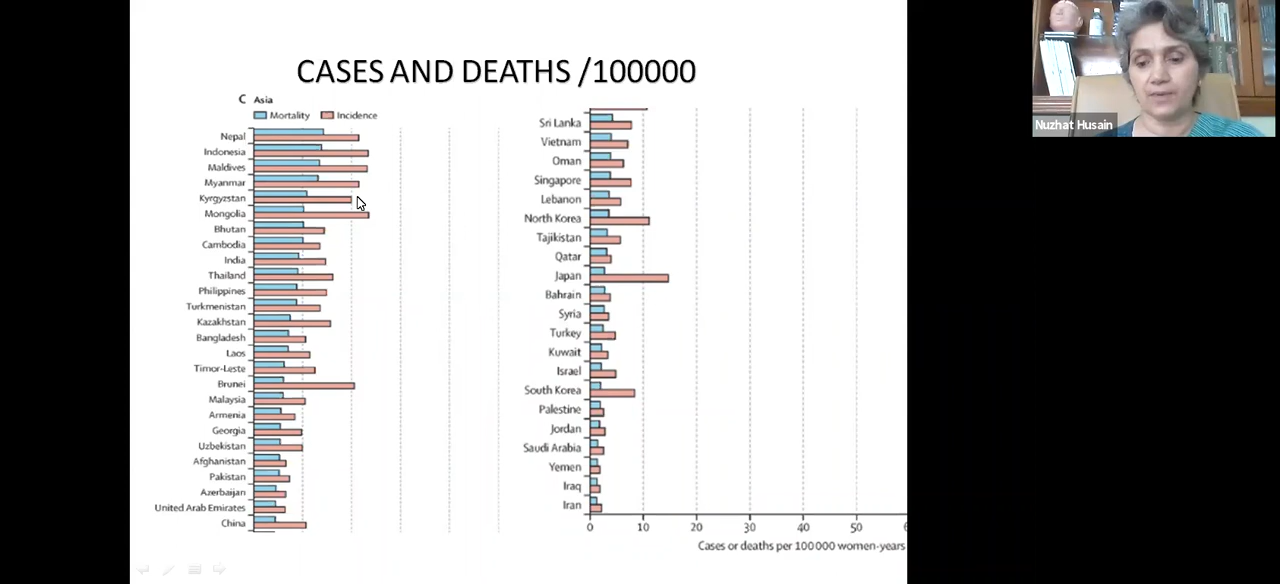 CASES AND DEATHS /100000
C Asia
Mortality Incidence
Nepal
Indonesia
Maldives
Myanmar
Kyrgyzstan
Mongolia
Bhutan
Cambodia
India
Thailand
Philippines
Turkmenistan
Kazakhstan
Bangladesh
Laos
Timor-Leste
Brunei
Malaysia
Armenia
Georgia
Uzbekistan
Afghanistan
Pakistan
Azerbaijan
United Arab Emirates
China
Sri Lanka
Vietnam
Oman
Singapore
Lebanon
North Korea
Tajikistan
Qatar
Japan
Bahrain
Syria
Turkey
Kuwait
Israel
South Korea
Palestine
Jordan
Saudi Arabia
Yemen
Iraq
Iran
0 10 20 30 40 50
Cases or deaths per 100 000 women-years
Nuzhat Husain